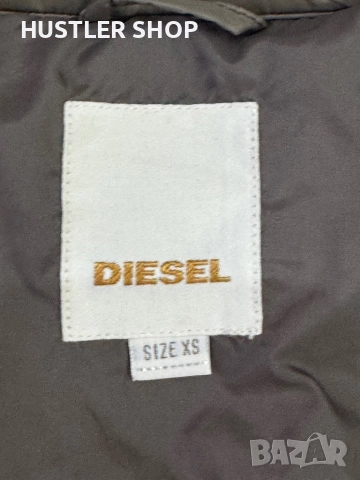 HUSTLER SHOP
DIESEL
SIZE XS
BAZAR